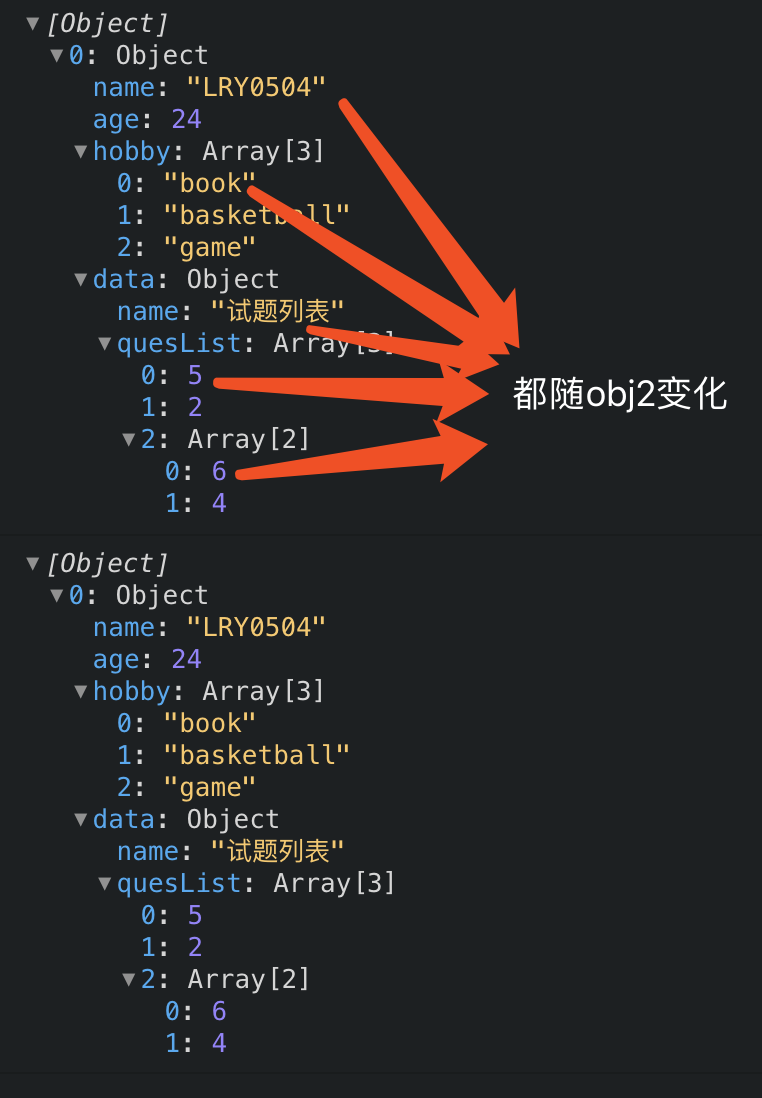 [Object]
0: Object
name: "LRY0504"
age: 24
hobby: Array[3]
0: "book"
1: "basketball"
2: "game"
data: Object
name: "试题列表"
quesList: Array[3]
0: 5
都随obj2变化
1: 2
2: Array[2]
0: 6
1: 4
[Object]
0: Object
name: "LRY0504"
age: 24
hobby: Array[3]
0: "book"
1: "basketball"
2: "game"
data: Object
name: "试题列表"
quesList: Array[3]
0: 5
1: 2
2: Array[2]
0: 6
1: 4